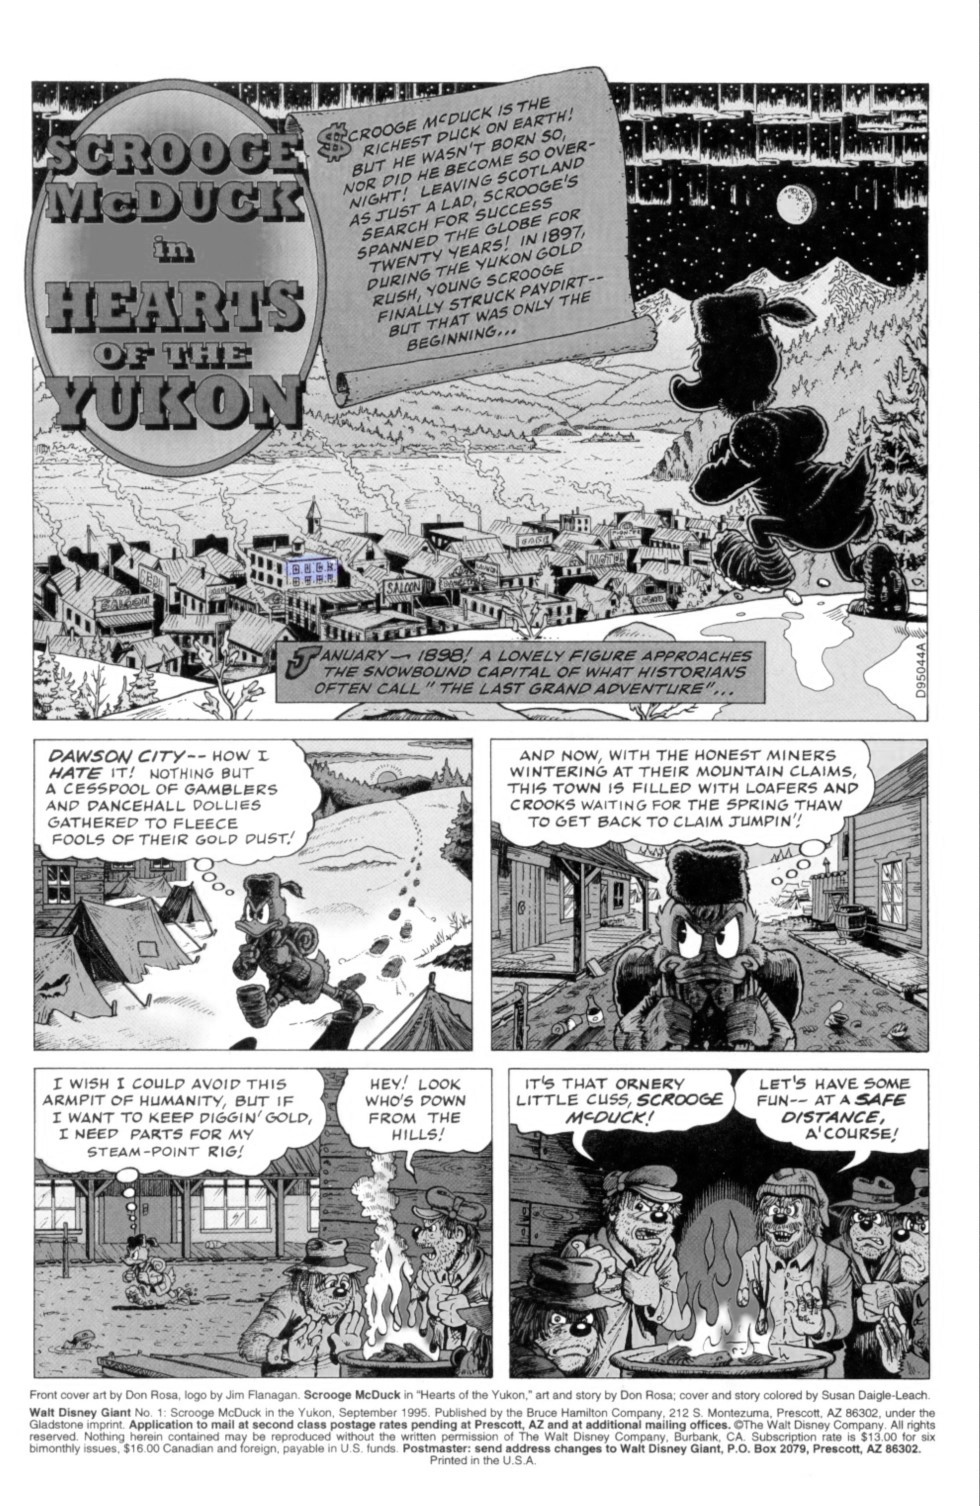 SCROOGE
McDUCK
in
HEARTS
OF THE
YUKON
$CROOGE McDUCK IS THE
RICHEST DUCK ON EARTH!
BUT HE WASN'T BORN SO,
NOR DID HE BECOME SO OVER-
NIGHT! LEAVING SCOTLAND
AS JUST A LAD, SCROOGE'S
SEARCH FOR SUCCESS
SPANNED THE GLOBE FOR
TWENTY YEARS! IN 1897,
DURING THE YUKON GOLD
RUSH, YOUNG SCROOGE
FINALLY STRUCK PAYDIRT--
BUT THAT WAS ONLY THE
BEGINNING...
SALOON
SALOON
HOTEL
JANUARY — 1898! A LONELY FIGURE APPROACHES
THE SNOWBOUND CAPITAL OF WHAT HISTORIANS
OFTEN CALL "THE LAST GRAND ADVENTURE"...
D95044A
DAWSON CITY-- HOW I
HATE IT! NOTHING BUT
A CESSPOOL OF GAMBLERS
AND DANCEHALL DOLLIES
GATHERED TO FLEECE
FOOLS OF THEIR GOLD DUST!
AND NOW, WITH THE HONEST MINERS
WINTERING AT THEIR MOUNTAIN CLAIMS,
THIS TOWN IS FILLED WITH LOAFERS AND
CROOKS WAITING FOR THE SPRING THAW
TO GET BACK TO CLAIM JUMPIN'!
I WISH I COULD AVOID THIS
ARMPIT OF HUMANITY, BUT IF
I WANT TO KEEP DIGGIN' GOLD,
I NEED PARTS FOR MY
STEAM-POINT RIG!
HEY! LOOK
WHO'S DOWN
FROM THE
HILLS!
IT'S THAT ORNERY
LITTLE CUSS, SCROOGE
McDUCK!
LET'S HAVE SOME
FUN-- AT A SAFE
DISTANCE,
A'COURSE!
Front cover art by Don Rosa, logo by Jim Flanagan. Scrooge McDuck in "Hearts of the Yukon," art and story by Don Rosa; cover and story colored by Susan Daigle-Leach.
Walt Disney Giant No. 1: Scrooge McDuck in the Yukon, September 1995. Published by the Bruce Hamilton Company, 212 S. Montezuma, Prescott, AZ 86302, under the
Gladstone imprint. Application to mail at second class postage rates pending at Prescott, AZ and at additional mailing offices. ©The Walt Disney Company. All rights
reserved. Nothing herein contained may be reproduced without the written permission of The Walt Disney Company, Burbank, CA. Subscription rate is $13.00 for six
bimonthly issues, $16.00 Canadian and foreign, payable in U.S. funds. Postmaster: send address changes to Walt Disney Giant, P.O. Box 2079, Prescott, AZ 86302.
Printed in the U.S.A.